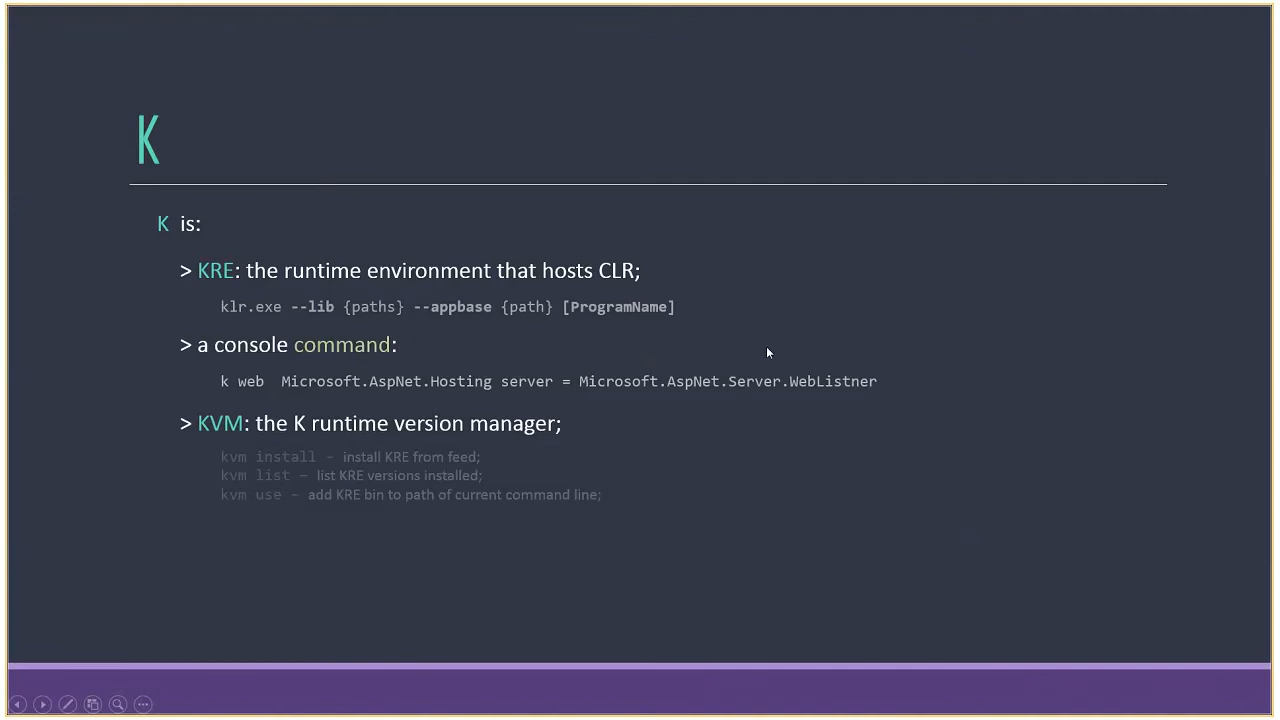 K
K is:
> KRE: the runtime environment that hosts CLR;
klr.exe --lib {paths} --appbase {path} [ProgramName]
> a console command:
k web Microsoft.AspNet.Hosting server = Microsoft.AspNet.Server.WebListner
> KVM: the K runtime version manager;
kvm install – install KRE from feed;
kvm list – list KRE versions installed;
kvm use – add KRE bin to path of current command line;